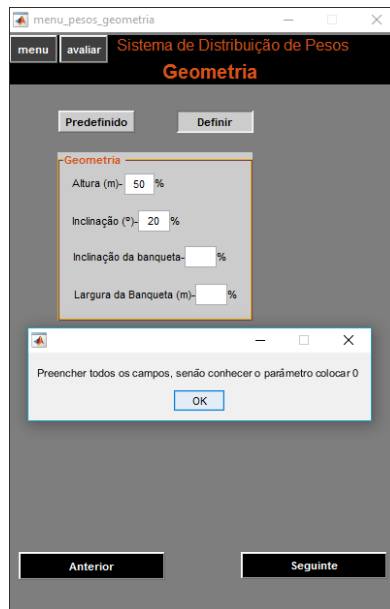 menu_pesos_geometria
menu avaliar Sistema de Distribuição de Pesos
Geometria
Predefinido Definir
Geometria
Altura (m)- 50 %
Inclinação (º)- 20 %
Inclinação da banqueta- %
Largura da Banqueta (m)- %
Preencher todos os campos, senão conhecer o parâmetro colocar 0
OK
Anterior Seguinte